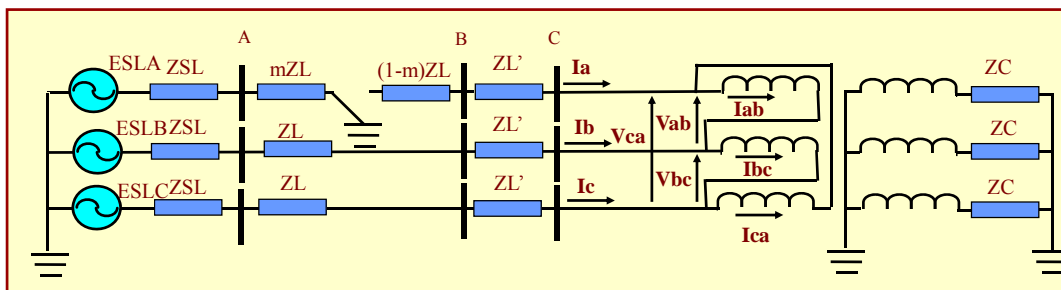 A
B
C
ESLA
ZSL
mZL
(1-m)ZL
ZL’
Ia
Iab
ZC
ESLB
ZSL
ZL
ZL’
Ib
Vca
Vab
Ibc
ZC
ESLC
ZSL
ZL
ZL’
Ic
Vbc
Ica
ZC